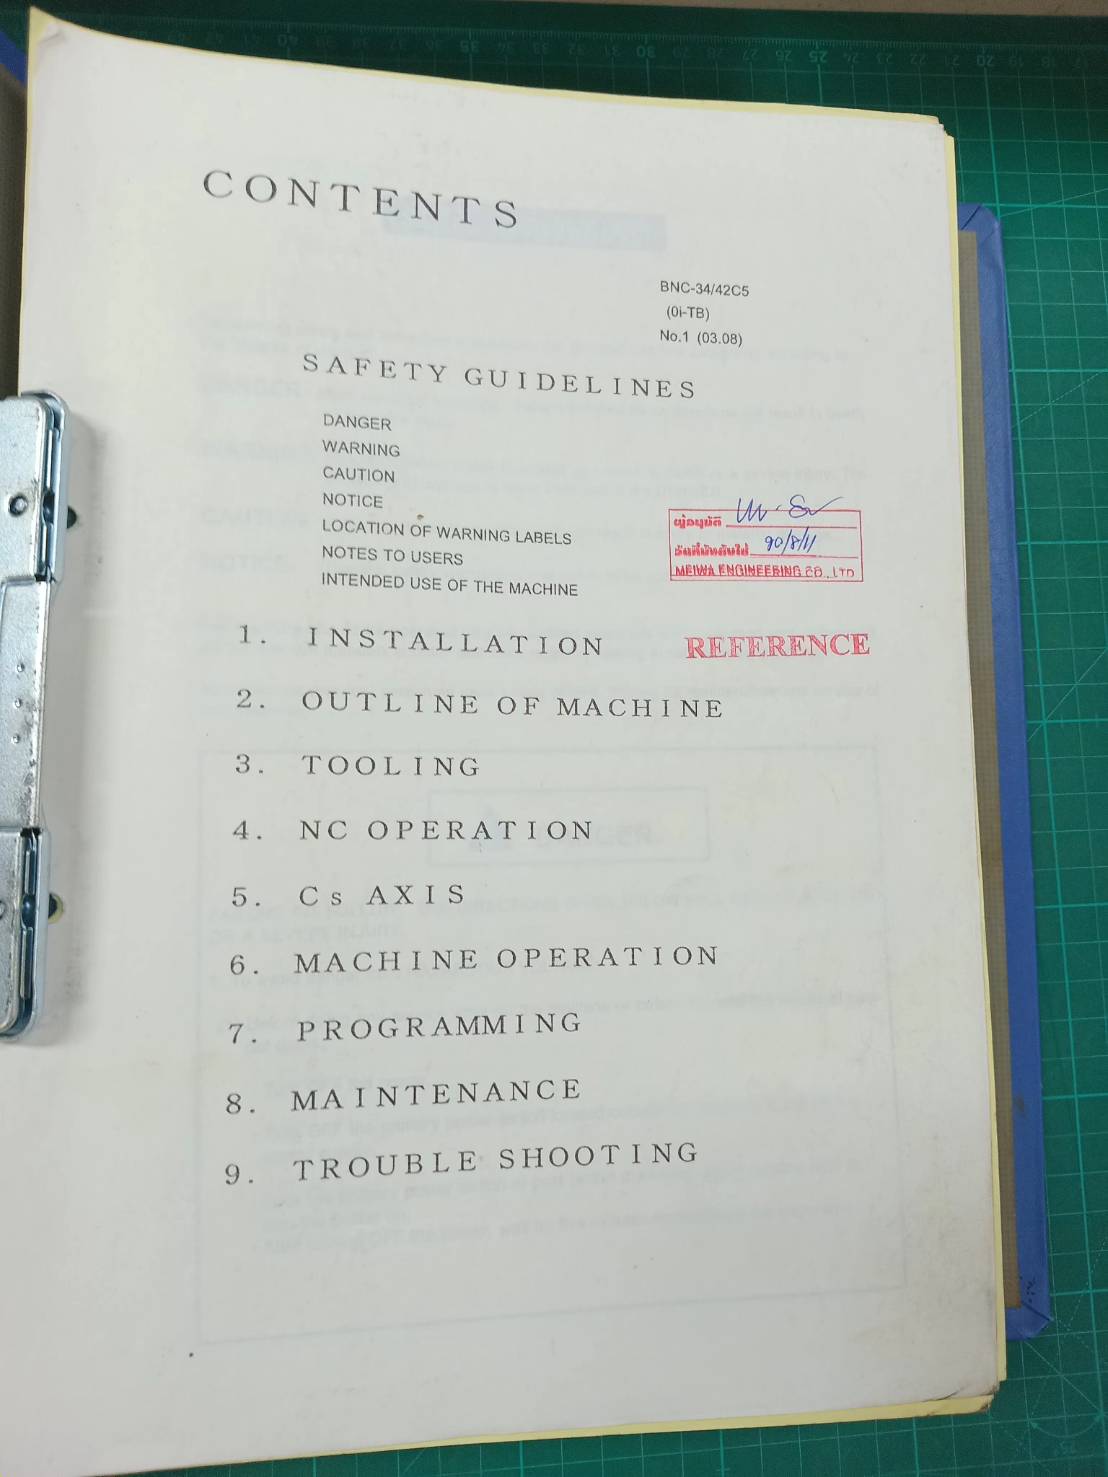 CONTENTS
BNC-34/42C5
(0i-TB)
No.1 (03.08)
SAFETY GUIDELINES
DANGER
WARNING
CAUTION
NOTICE
LOCATION OF WARNING LABELS
NOTES TO USERS
INTENDED USE OF THE MACHINE
ผู้อนุมัติ
วันที่บังคับใช้
MEIWA ENGINEERING CO., LTD
REFERENCE
1. INSTALLATION
2. OUTLINE OF MACHINE
3. TOOLING
4. NC OPERATION
5. Cs AXIS
6. MACHINE OPERATION
7. PROGRAMMING
8. MAINTENANCE
9. TROUBLE SHOOTING